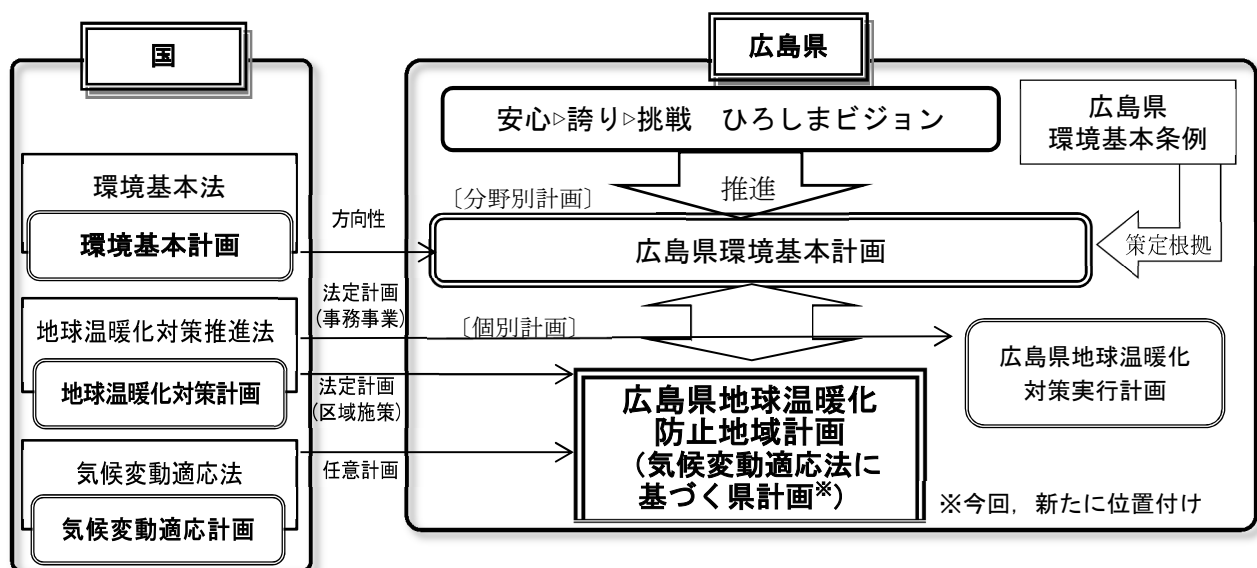 国
環境基本法
環境基本計画
地球温暖化対策推進法
地球温暖化対策計画
気候変動適応法
気候変動適応計画
方向性
法定計画
(事務事業)
法定計画
(区域施策)
任意計画
広島県
安心▷誇り▷挑戦　ひろしまビジョン
広島県
環境基本条例
推進
〔分野別計画〕
広島県環境基本計画
策定根拠
〔個別計画〕
広島県地球温暖化
対策実行計画
広島県地球温暖化
防止地域計画
（気候変動適応法に
基づく県計画※）
※今回，新たに位置付け